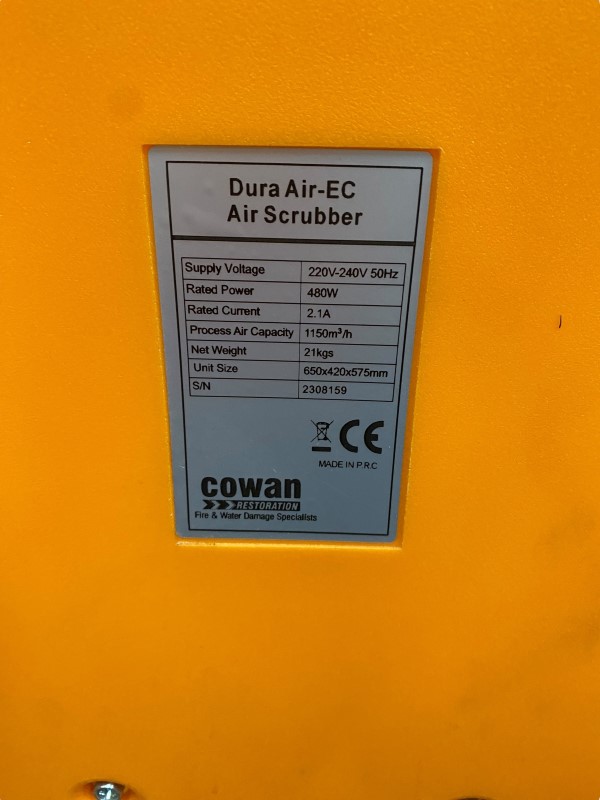 Dura Air-EC
Air Scrubber
Supply Voltage 220V-240V 50Hz
Rated Power 480W
Rated Current 2.1A
Process Air Capacity 1150m³/h
Net Weight 21kgs
Unit Size 650x420x575mm
S/N 2308159
CE
MADE IN P.R.C
cowan
RESTORATION
Fire & Water Damage Specialists